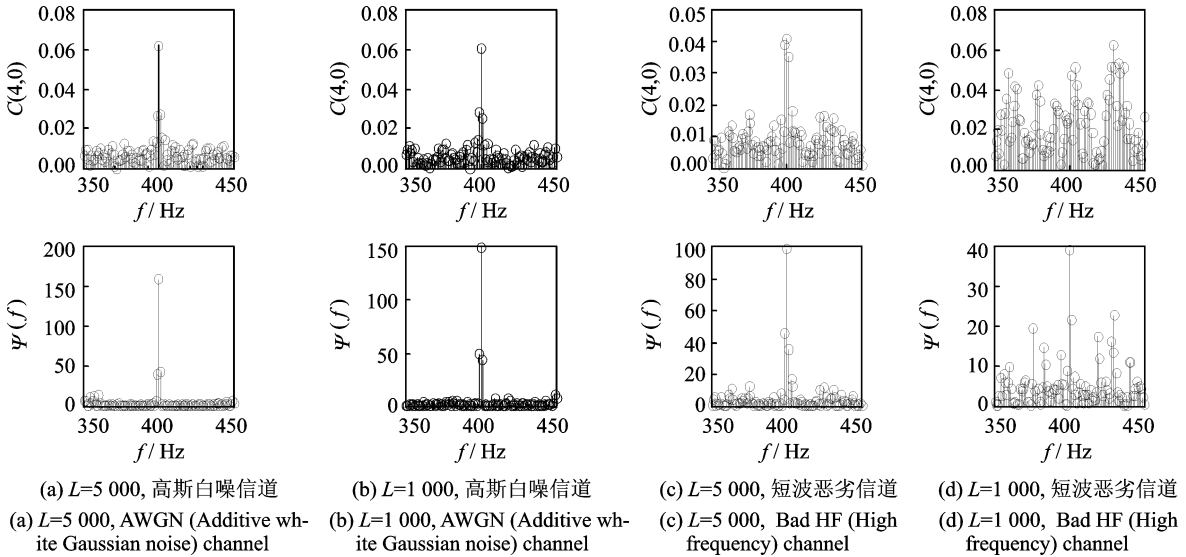 0.08 0.08 0.05 0.08
0.06 0.06 0.04 0.06
0.04 0.04 0.03 0.04
0.02 0.02 0.02 0.02
0.01
0.00 0.00 0.00 0.00
C(4,0) C(4,0) C(4,0) C(4,0)
350 400 450 350 400 450 350 400 450 350 400 450
f / Hz f / Hz f / Hz f / Hz
200 150 100 40
150 100 80 30
100 50 60 20
50 40 10
20
0 0 0 0
Ψ(f) Ψ(f) Ψ(f) Ψ(f)
350 400 450 350 400 450 350 400 450 350 400 450
f / Hz f / Hz f / Hz f / Hz
(a) L=5 000, 高斯白噪信道
(a) L=5 000, AWGN (Additive wh-
ite Gaussian noise) channel
(b) L=1 000, 高斯白噪信道
(b) L=1 000, AWGN (Additive wh-
ite Gaussian noise) channel
(c) L=5 000, 短波恶劣信道
(c) L=5 000, Bad HF (High
frequency) channel
(d) L=1 000, 短波恶劣信道
(d) L=1 000, Bad HF (High
frequency) channel